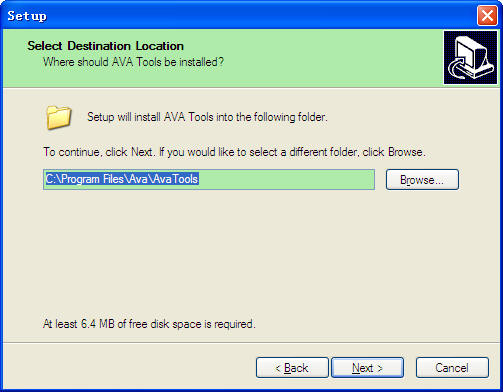 Setup
Select Destination Location
Where should AVA Tools be installed?
Setup will install AVA Tools into the following folder.
To continue, click Next. If you would like to select a different folder, click Browse.
C:\Program Files\Ava\AvaTools
Browse...
At least 6.4 MB of free disk space is required.
< Back
Next >
Cancel